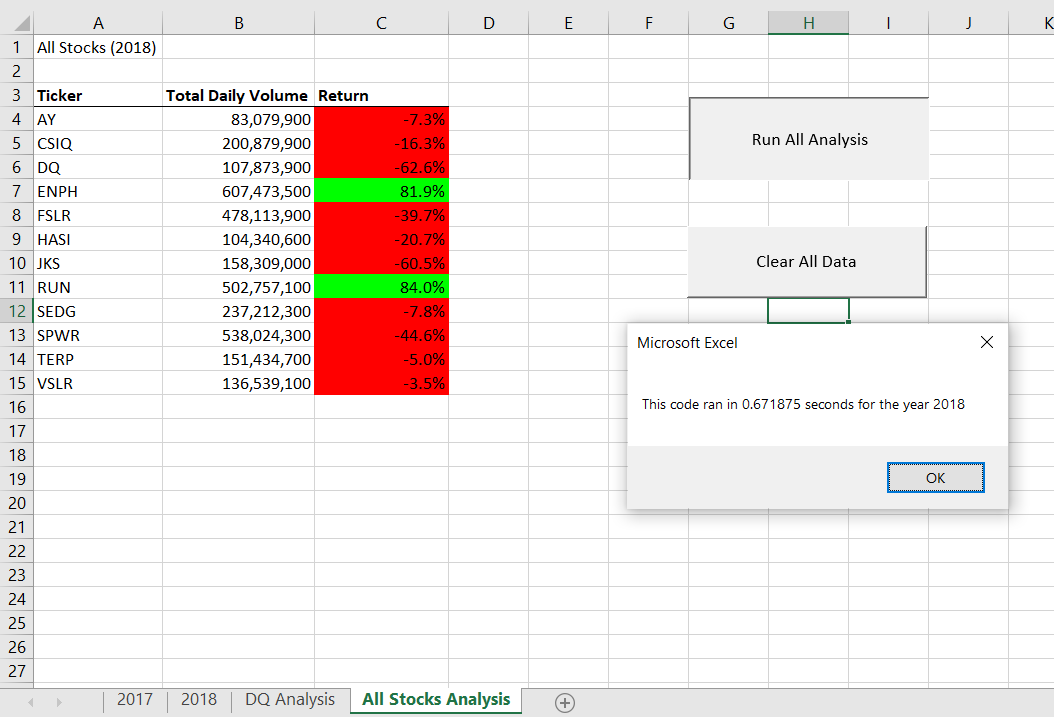 A B C D E F G H I J K
1 All Stocks (2018)
2
3 Ticker Total Daily Volume Return
4 AY 83,079,900 -7.3%
Run All Analysis
5 CSIQ 200,879,900 -16.3%
6 DQ 107,873,900 -62.6%
7 ENPH 607,473,500 81.9%
8 FSLR 478,113,900 -39.7%
9 HASI 104,340,600 -20.7%
10 JKS 158,309,000 -60.5%
Clear All Data
11 RUN 502,757,100 84.0%
12 SEDG 237,212,300 -7.8%
13 SPWR 538,024,300 -44.6%
Microsoft Excel
14 TERP 151,434,700 -5.0%
15 VSLR 136,539,100 -3.5%
16
This code ran in 0.671875 seconds for the year 2018
17
18
19
OK
20
21
22
23
24
25
26
27
2017 2018 DQ Analysis All Stocks Analysis